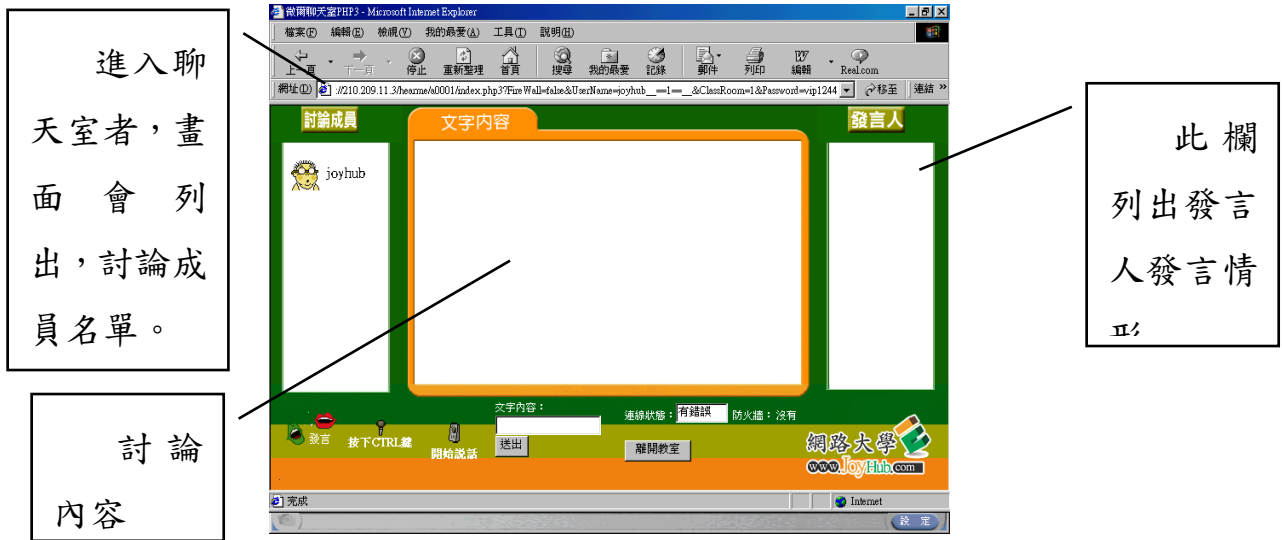 微爾聊天室PHP3 - Microsoft Internet Explorer
檔案(F) 編輯(E) 檢視(V) 我的最愛(A) 工具(T) 說明(H)
上一頁 下一頁 停止 重新整理 首頁 搜尋 我的最愛 記錄 郵件 列印 編輯 Real.com
網址(D) ://210.209.11.3/hearme/a0001/index.php3?FireWall=false&UserName=joyhub__==1==__&ClassRoom=1&Password=vip1244 移至 連結 »
進入聊
天室者，畫
面會列
出，討論成
員名單。
討論
內容
討論成員
joyhub
文字內容
發言人
此欄
列出發言
人發言情
形
發言
按下CTRL鍵
開始說話
文字內容：
送出
連線狀態：有錯誤 防火牆：沒有
離開教室
網路大學
www.JoyHub.com
完成 Internet
設定